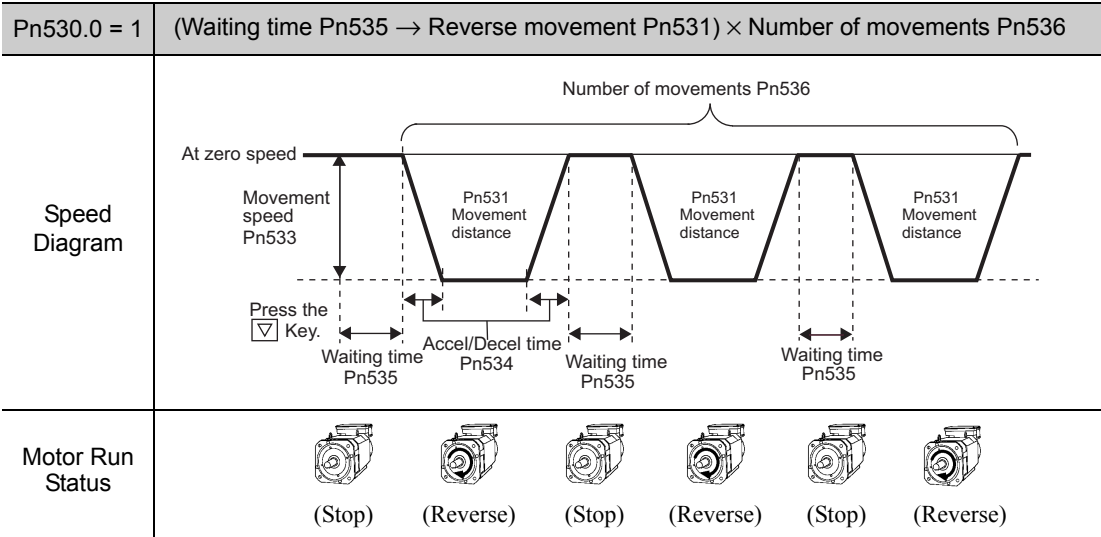 Pn530.0 = 1
(Waiting time Pn535 → Reverse movement Pn531) × Number of movements Pn536
Speed
Diagram
Number of movements Pn536
At zero speed
Movement
speed
Pn533
Pn531
Movement
distance
Pn531
Movement
distance
Pn531
Movement
distance
Press the
▽ Key.
Waiting time
Pn535
Accel/Decel time
Pn534
Waiting time
Pn535
Waiting time
Pn535
Motor Run
Status
(Stop)
(Reverse)
(Stop)
(Reverse)
(Stop)
(Reverse)